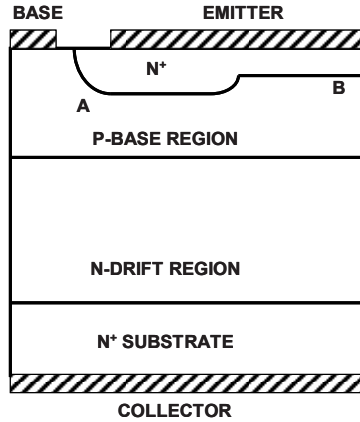 BASE EMITTER
N⁺
A
B
P-BASE REGION
N-DRIFT REGION
N⁺ SUBSTRATE
COLLECTOR